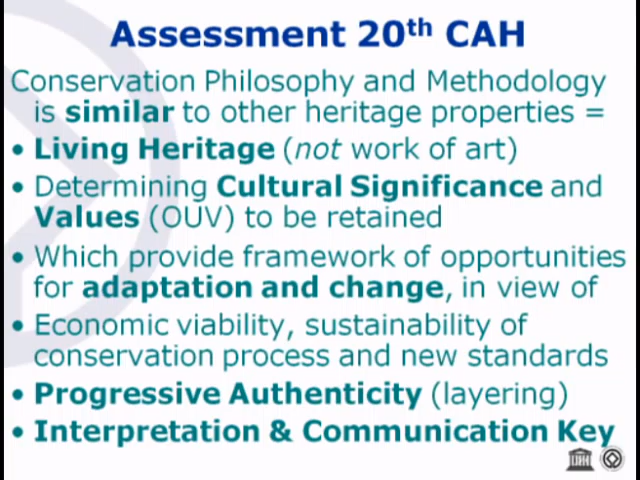 Assessment 20th CAH
Conservation Philosophy and Methodology
is similar to other heritage properties =
• Living Heritage (not work of art)
• Determining Cultural Significance and
Values (OUV) to be retained
• Which provide framework of opportunities
for adaptation and change, in view of
• Economic viability, sustainability of
conservation process and new standards
• Progressive Authenticity (layering)
• Interpretation & Communication Key